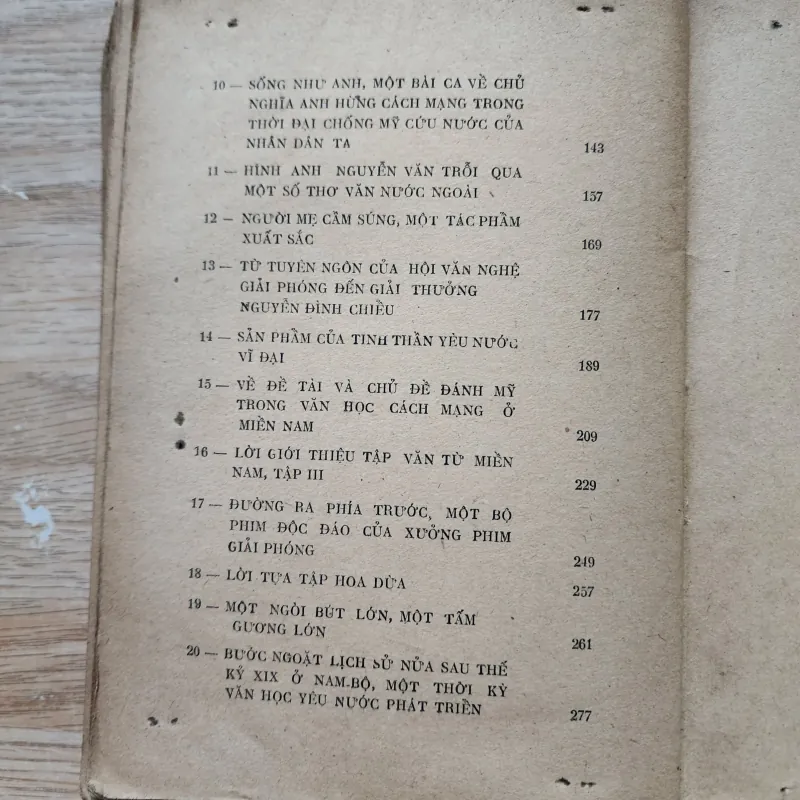 10 — SỐNG NHƯ ANH, MỘT BÀI CA VỀ CHỦ
NGHĨA ANH HÙNG CÁCH MẠNG TRONG
THỜI ĐẠI CHỐNG MỸ CỨU NƯỚC CỦA
NHÂN DÂN TA 143
11 — HÌNH ANH NGUYỄN VĂN TRỖI QUA
MỘT SỐ THƠ VĂN NƯỚC NGOÀI 157
12 — NGƯỜI MẸ CẦM SÚNG, MỘT TÁC PHẨM
XUẤT SẮC 169
13 — TỪ TUYÊN NGÔN CỦA HỘI VĂN NGHỆ
GIẢI PHÓNG ĐẾN GIẢI THƯỞNG
NGUYỄN ĐÌNH CHIỀU 177
14 — SẢN PHẨM CỦA TINH THẦN YÊU NƯỚC
VĨ ĐẠI 189
15 — VỀ ĐỀ TÀI VÀ CHỦ ĐỀ ĐÁNH MỸ
TRONG VĂN HỌC CÁCH MẠNG Ở
MIỀN NAM 209
16 — LỜI GIỚI THIỆU TẬP VĂN TỪ MIỀN
NAM, TẬP III 229
17 — ĐƯỜNG RA PHÍA TRƯỚC, MỘT BỘ
PHIM ĐỘC ĐÁO CỦA XƯỞNG PHIM
GIẢI PHÓNG 249
18 — LỜI TỰA TẬP HOA DỪA 257
19 — MỘT NGÒI BÚT LỚN, MỘT TẤM
GƯƠNG LỚN 261
20 — BƯỚC NGOẶT LỊCH SỬ NỬA SAU THẾ
KỶ XIX Ở NAM-BỘ, MỘT THỜI KỲ
VĂN HỌC YÊU NƯỚC PHÁT TRIỂN 277